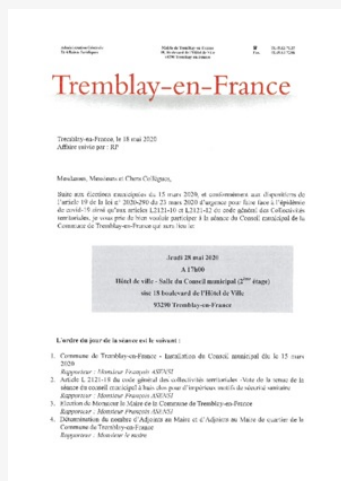 Tremblay-en-France
Tremblay-en-France, le 18 mai 2020
Affaire suivie par : RP
Mesdames, Messieurs et Chers Collègues,
Suite aux élections municipales du 15 mars 2020, et conformément aux dispositions de
l'article 19 de la loi n° 2020-290 du 23 mars 2020 d'urgence pour faire face à l'épidémie
de covid-19 ainsi qu'aux articles L2121-10 et L2121-12 du code général des Collectivités
territoriales, je vous prie de bien vouloir participer à la séance du Conseil municipal de la
Commune de Tremblay-en-France qui aura lieu le:
Jeudi 28 mai 2020
A 17h00
Hôtel de ville - Salle du Conseil municipal (2ème étage)
sise 18 boulevard de l'Hôtel de Ville
93290 Tremblay-en-France
L'ordre du jour de la séance est le suivant :
1. Commune de Tremblay-en-France - Installation du Conseil municipal élu le 15 mars
2020
Rapporteur : Monsieur François ASENSI
2. Article L 2121-18 du code général des collectivités territoriales -Vote de la tenue de la
séance du conseil municipal à huis clos pour d'impérieux motifs de sécurité sanitaire
Rapporteur : Monsieur François ASENSI
3. Election de Monsieur le Maire de la Commune de Tremblay-en-France
Rapporteur : Monsieur François ASENSI
4. Détermination du nombre d'Adjoints au Maire et d'Adjoints au Maire de quartier de la
Commune de Tremblay-en-France
Rapporteur : Monsieur le maire